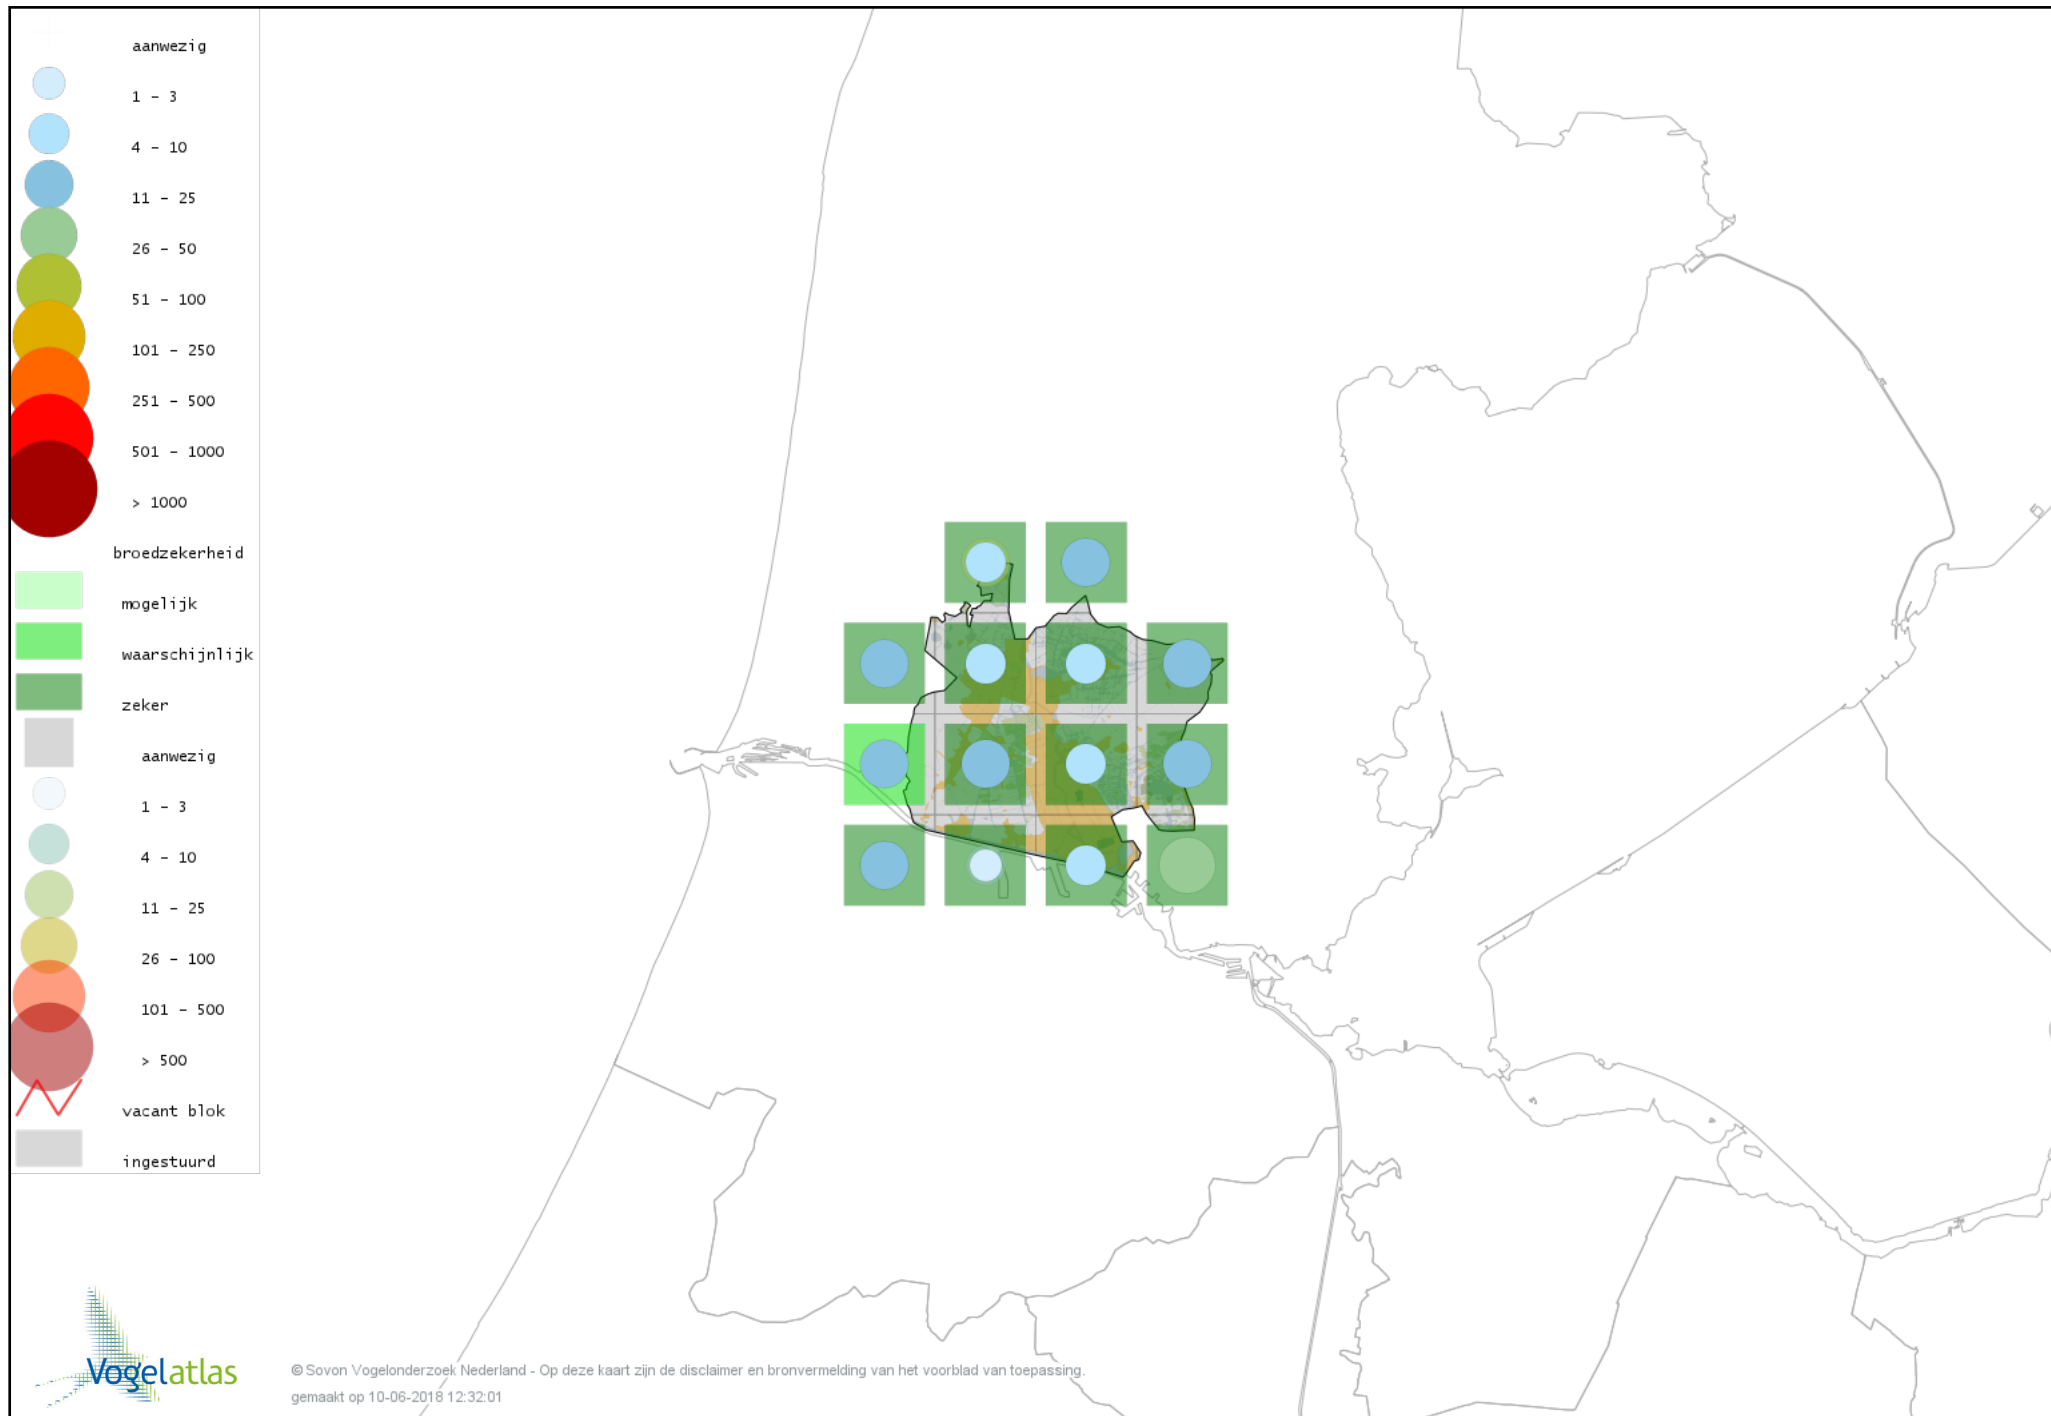 aanwezig
1 - 3
4 - 10
11 - 25
26 - 50
51 - 100
101 - 250
251 - 500
501 - 1000
> 1000
broedzekerheid
mogelijk
waarschijnlijk
zeker
aanwezig
1 - 3
4 - 10
11 - 25
26 - 100
101 - 500
> 500
vacant blok
ingestuurd
Vogelatlas
© Sovon Vogelonderzoek Nederland - Op deze kaart zijn de disclaimer en bronvermelding van het voorblad van toepassing.
gemaakt op 10-06-2018 12:32:01